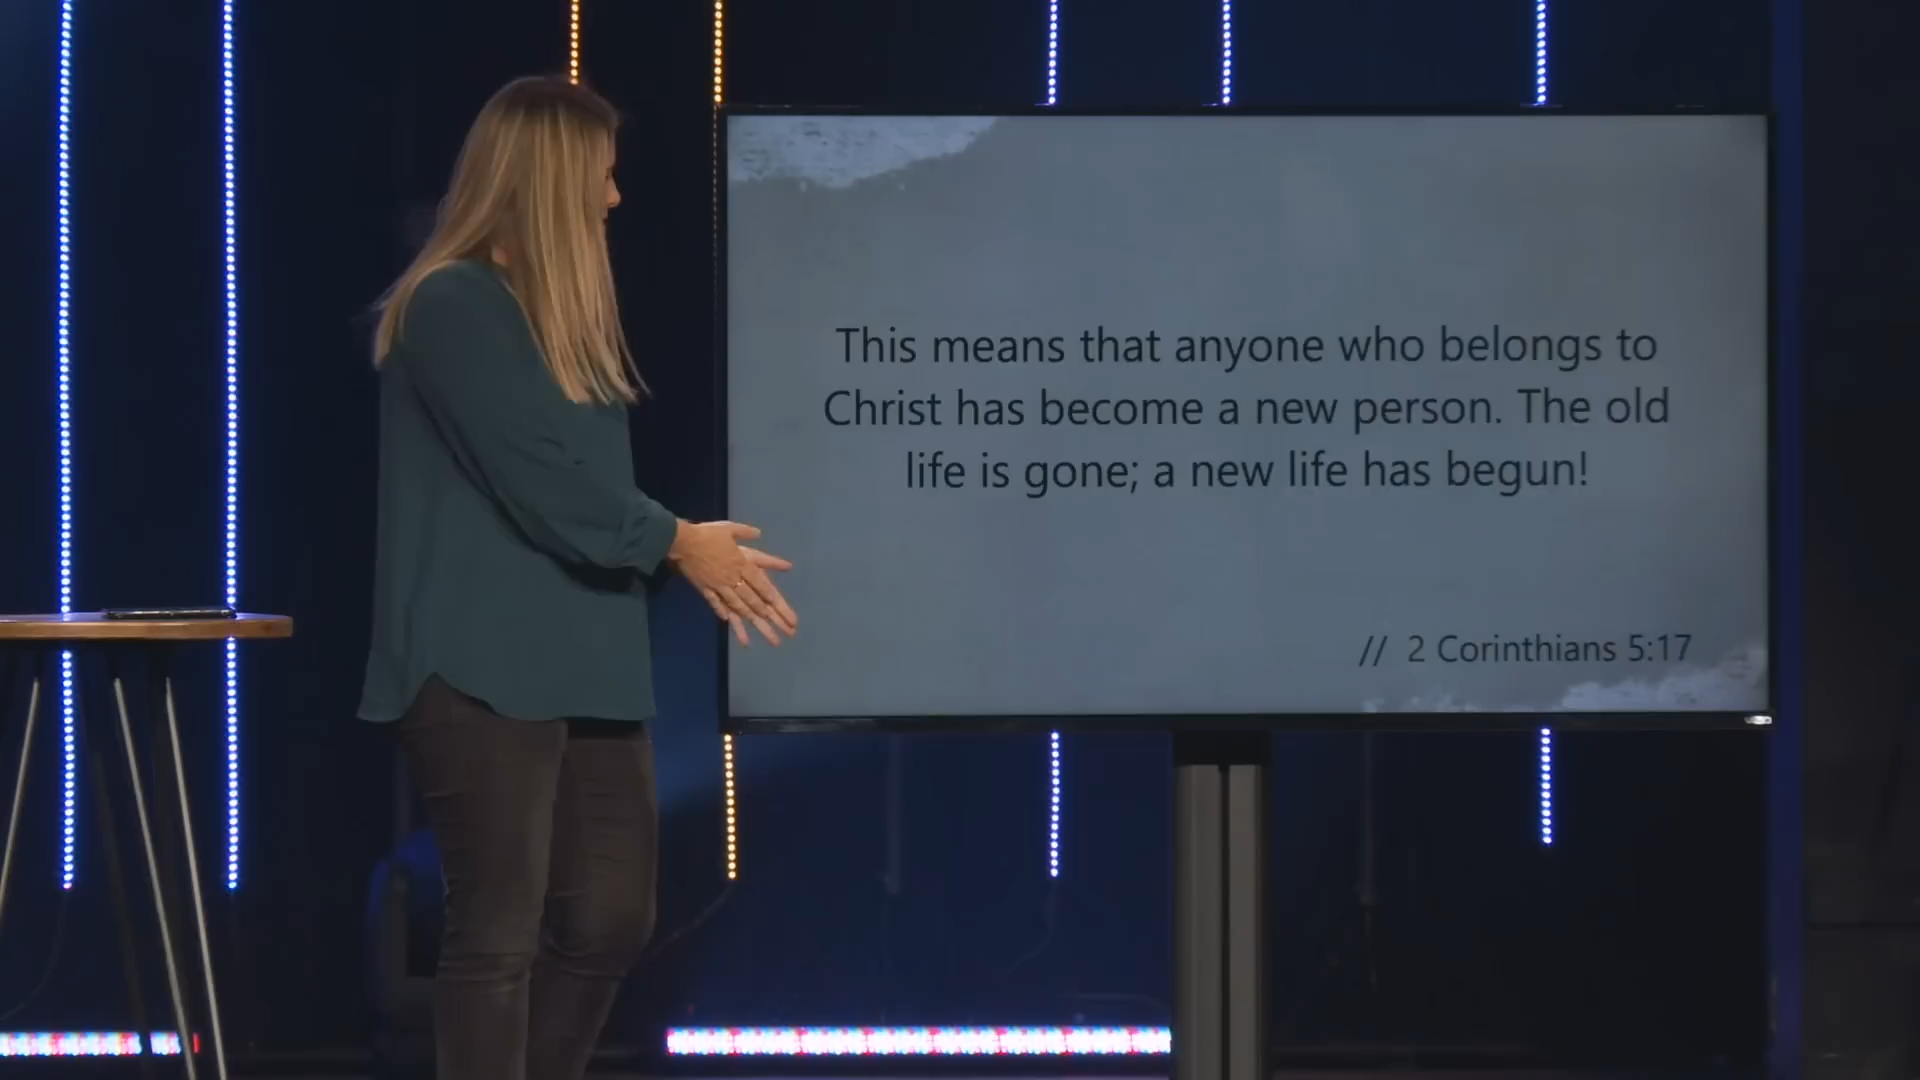 This means that anyone who belongs to
Christ has become a new person. The old
life is gone; a new life has begun!
// 2 Corinthians 5:17